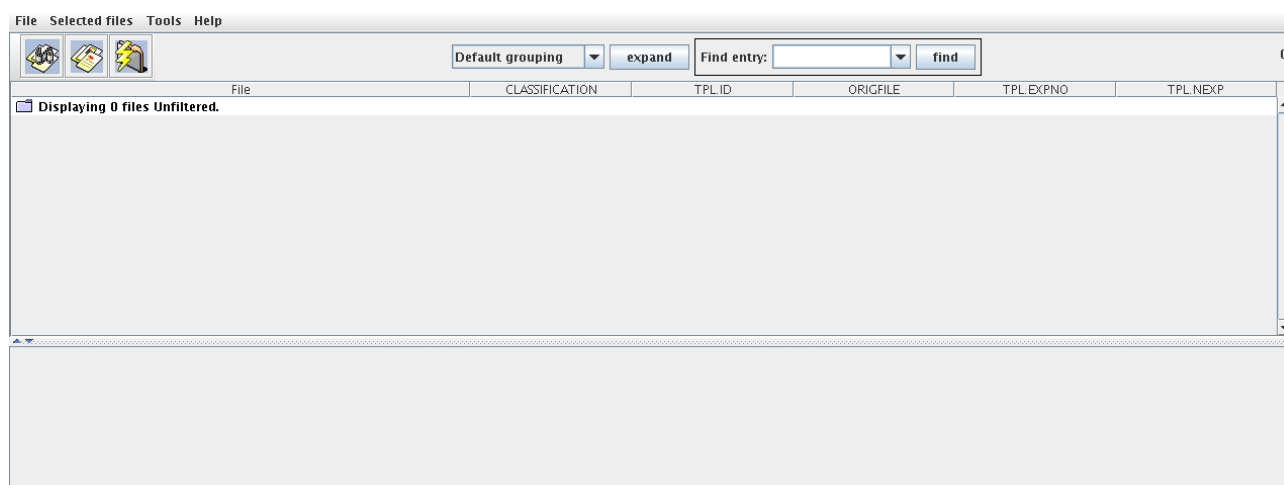 File Selected files Tools Help
Default grouping expand Find entry: find
File CLASSIFICATION TPL.ID ORIGFILE TPL.EXPNO TPL.NEXP
Displaying 0 files Unfiltered.